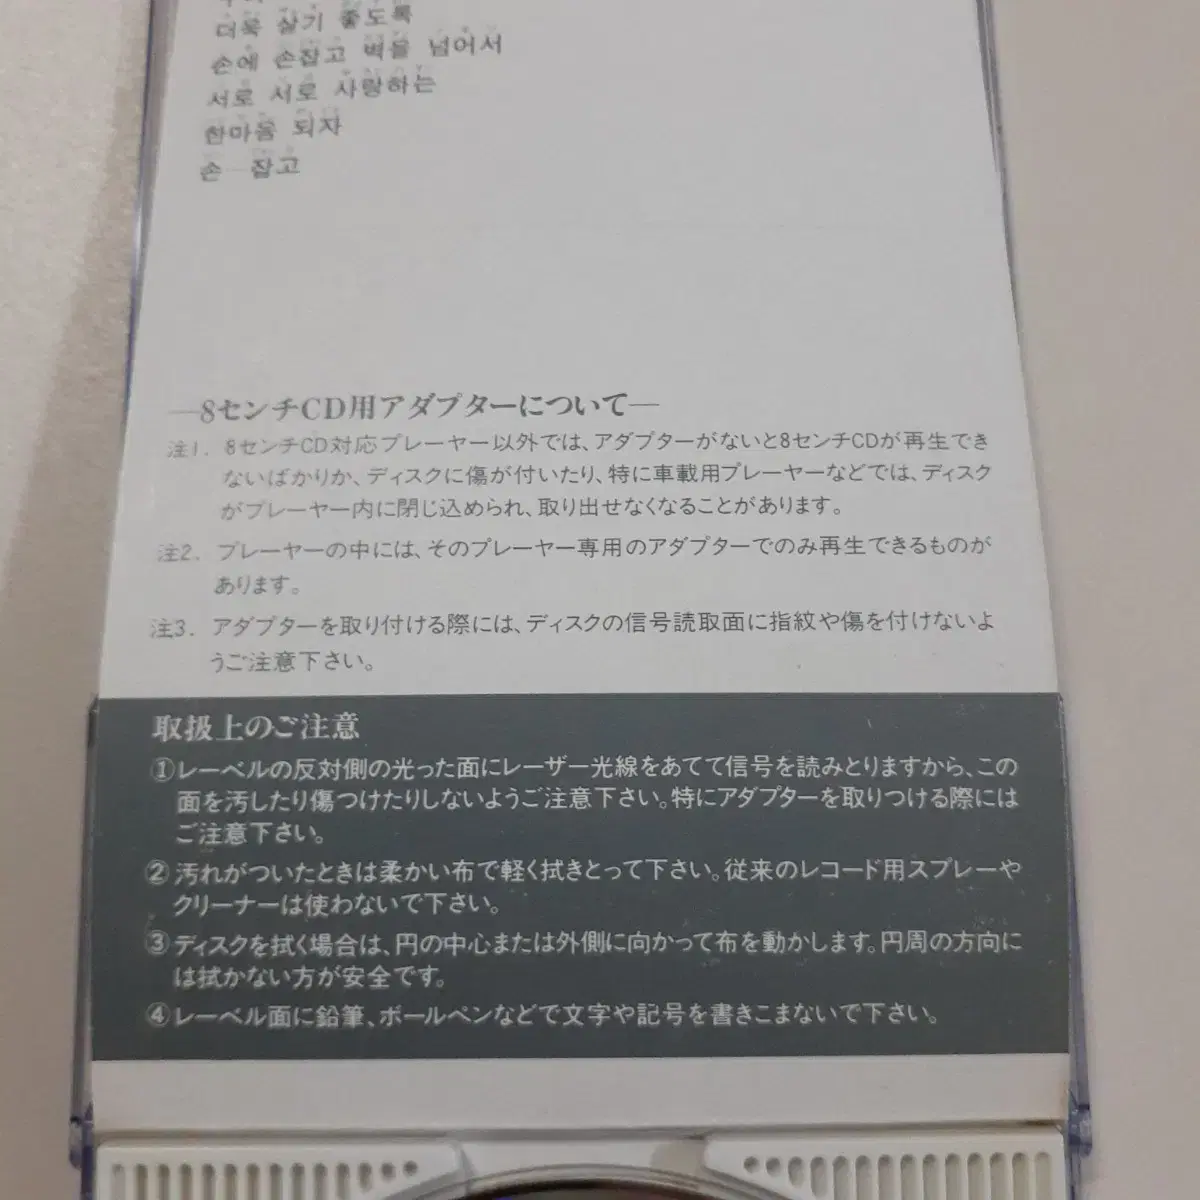 더욱 살기 좋도록
손에 손잡고 벽을 넘어서
서로 서로 사랑하는
한마음 되자
손 잡고
―8センチCD用アダプターについて―
注1. 8センチCD対応プレーヤー以外では、アダプターがないと8センチCDが再生でき
ないばかりか、ディスクに傷が付いたり、特に車載用プレーヤーなどでは、ディスク
がプレーヤー内に閉じ込められ、取り出せなくなることがあります。
注2. プレーヤーの中には、そのプレーヤー専用のアダプターでのみ再生できるものが
あります。
注3. アダプターを取り付ける際には、ディスクの信号読取面に指紋や傷を付けないよ
うご注意下さい。
取扱上のご注意
①レーベルの反対側の光った面にレーザー光線をあてて信号を読みとりますから、この
面を汚したり傷つけたりしないようご注意下さい。特にアダプターを取りつける際には
ご注意下さい。
②汚れがついたときは柔かい布で軽く拭きとって下さい。従来のレコード用スプレーや
クリーナーは使わないで下さい。
③ディスクを拭く場合は、円の中心または外側に向かって布を動かします。円周の方向に
は拭かない方が安全です。
④レーベル面に鉛筆、ボールペンなどで文字や記号を書きこまないで下さい。